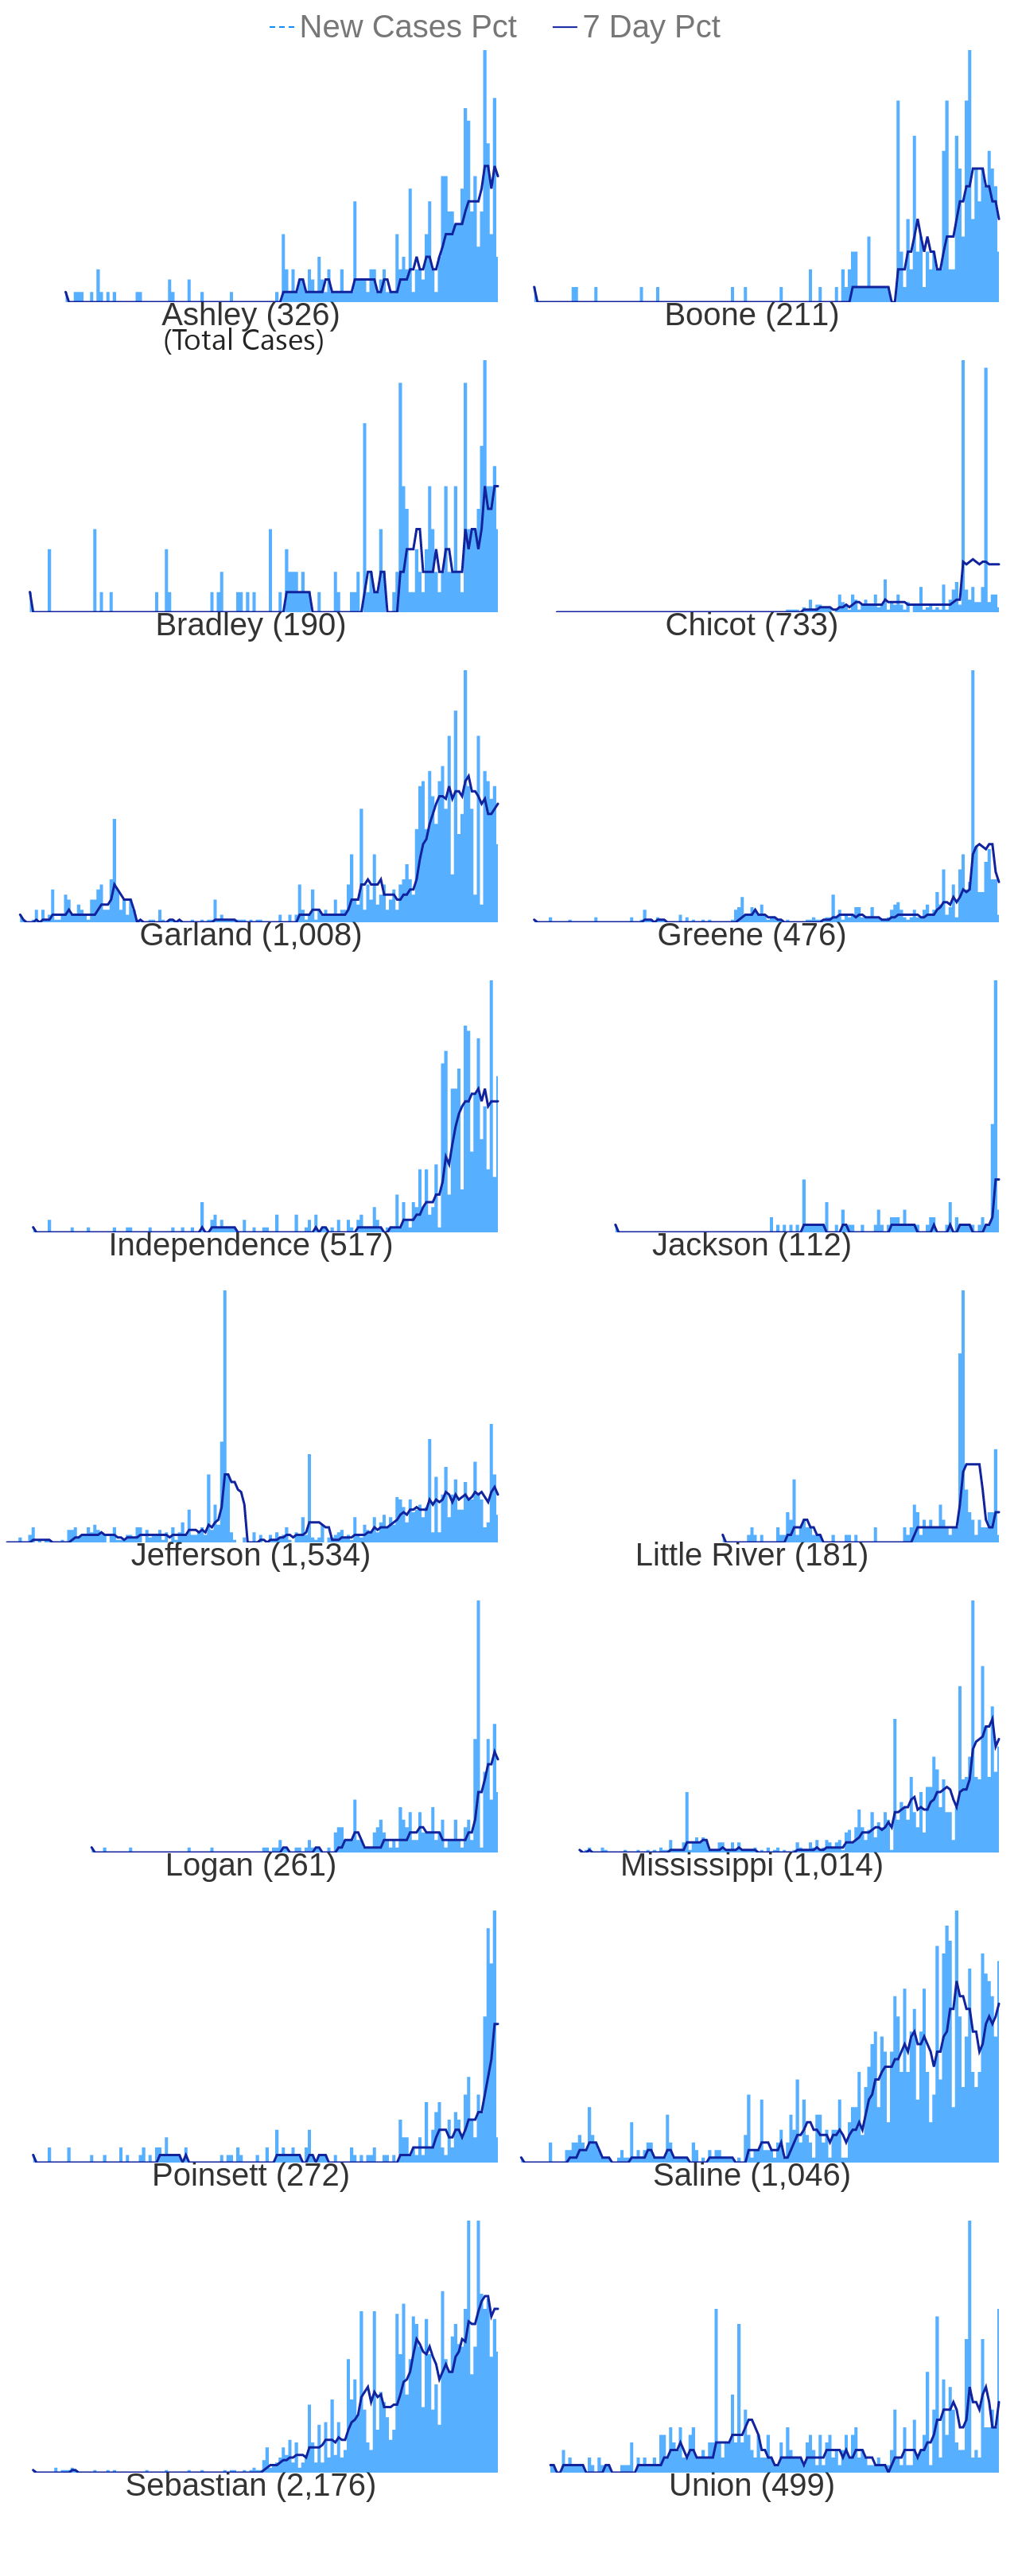 New Cases Pct 7 Day Pct
Ashley (326) Boone (211)
(Total Cases)
Bradley (190) Chicot (733)
Garland (1,008) Greene (476)
Independence (517) Jackson (112)
Jefferson (1,534) Little River (181)
Logan (261) Mississippi (1,014)
Poinsett (272) Saline (1,046)
Sebastian (2,176) Union (499)